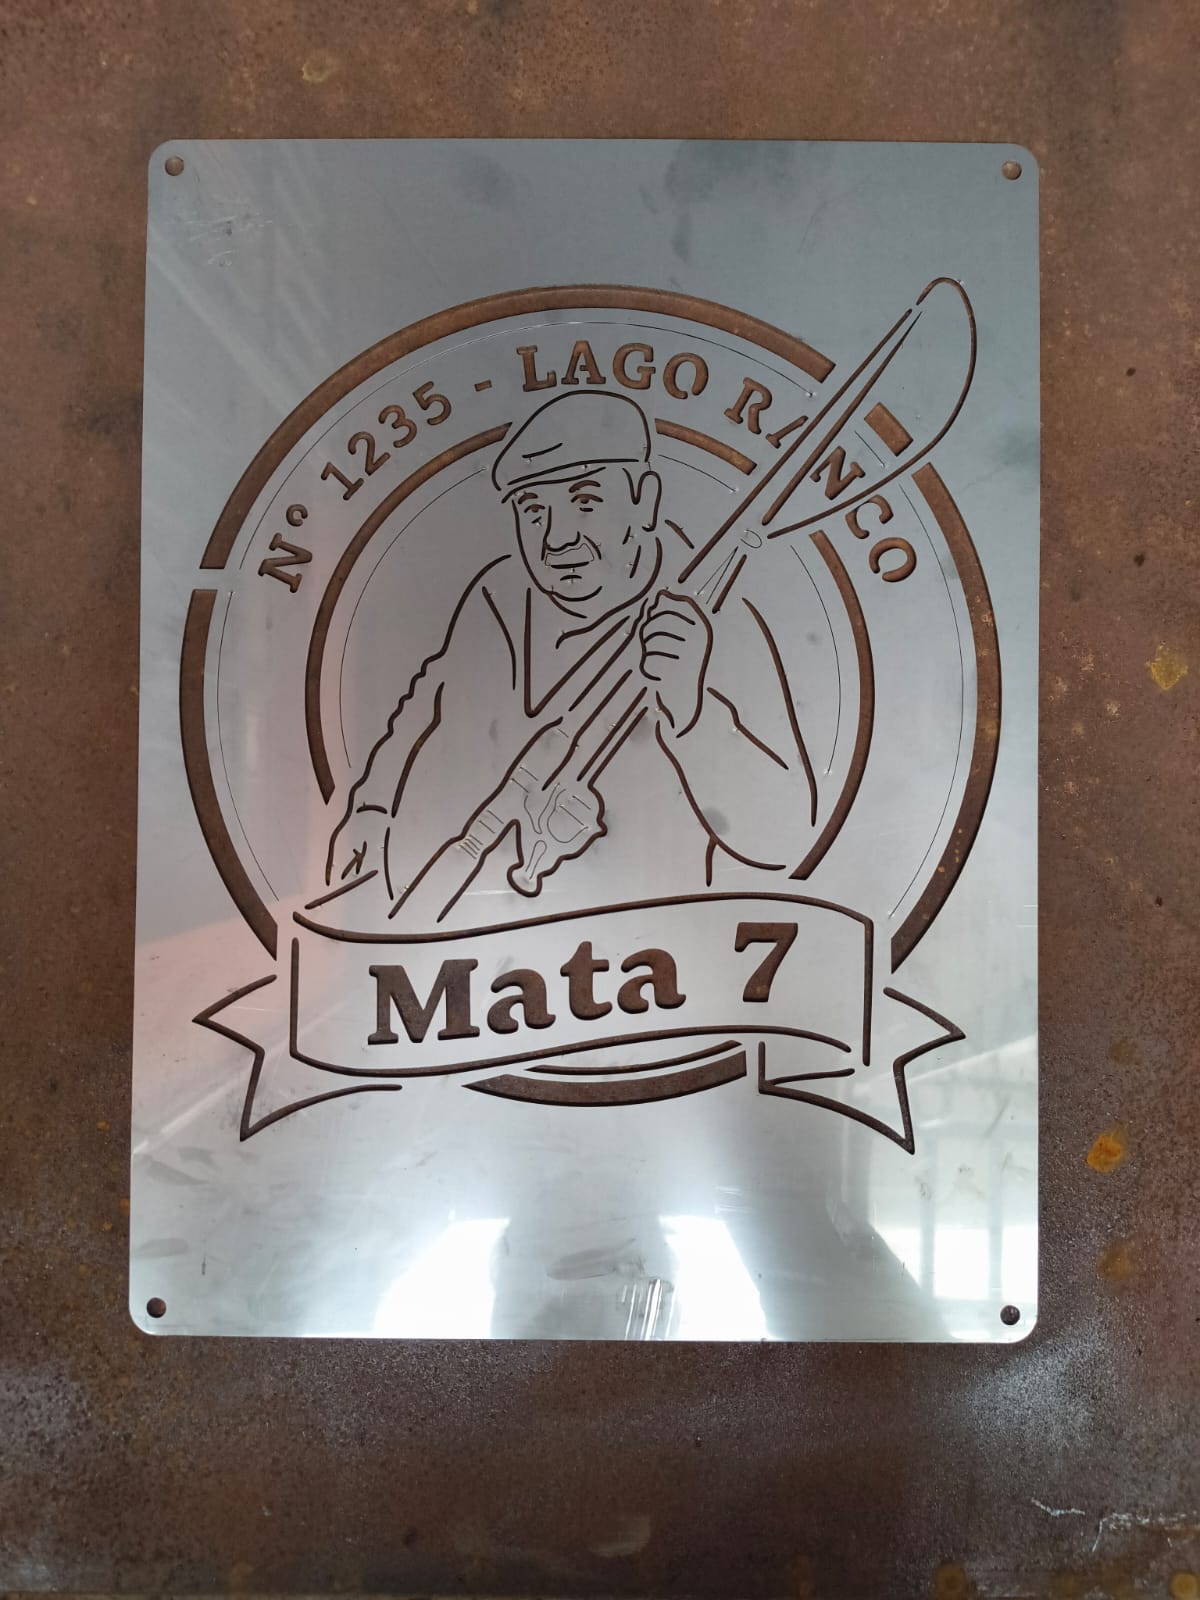 Nº 1235 - LAGO RANCO
Mata 7